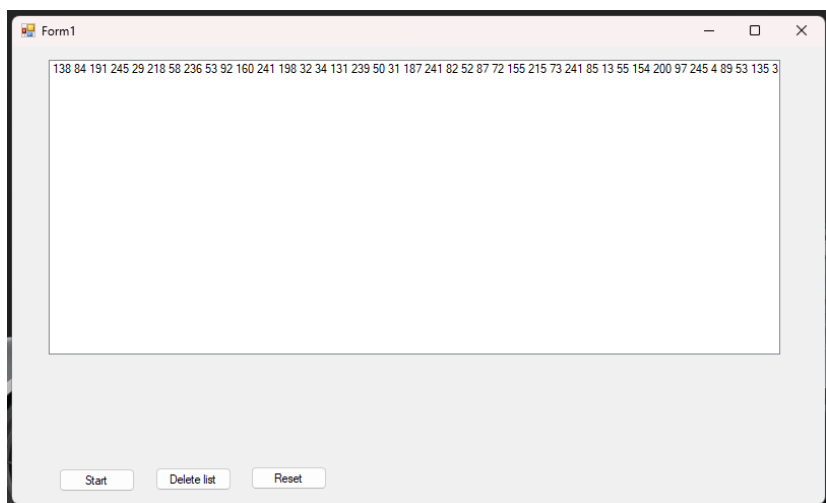 Form1
138 84 191 245 29 218 58 236 53 92 160 241 198 32 34 131 239 50 31 187 241 82 52 87 72 155 215 73 241 85 13 55 154 200 97 245 4 89 53 135 3
Start Delete list Reset